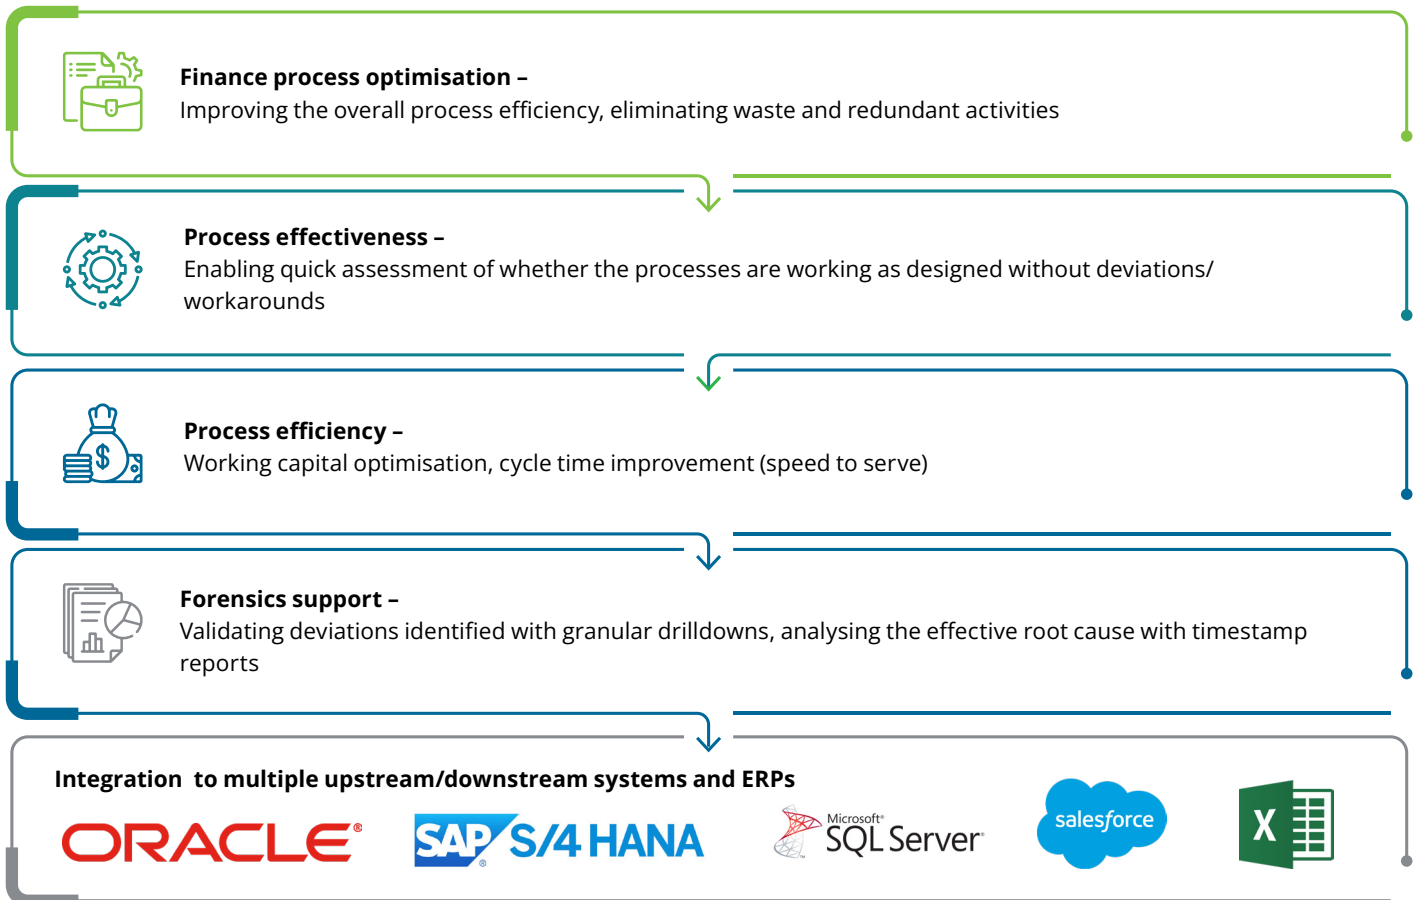 Finance process optimisation –
Improving the overall process efficiency, eliminating waste and redundant activities
Process effectiveness –
Enabling quick assessment of whether the processes are working as designed without deviations/
workarounds
Process efficiency –
Working capital optimisation, cycle time improvement (speed to serve)
$
Forensics support –
Validating deviations identified with granular drilldowns, analysing the effective root cause with timestamp
reports
Integration to multiple upstream/downstream systems and ERPs
ORACLE®
SAP® S/4 HANA
Microsoft®
SQL Server®
salesforce
X